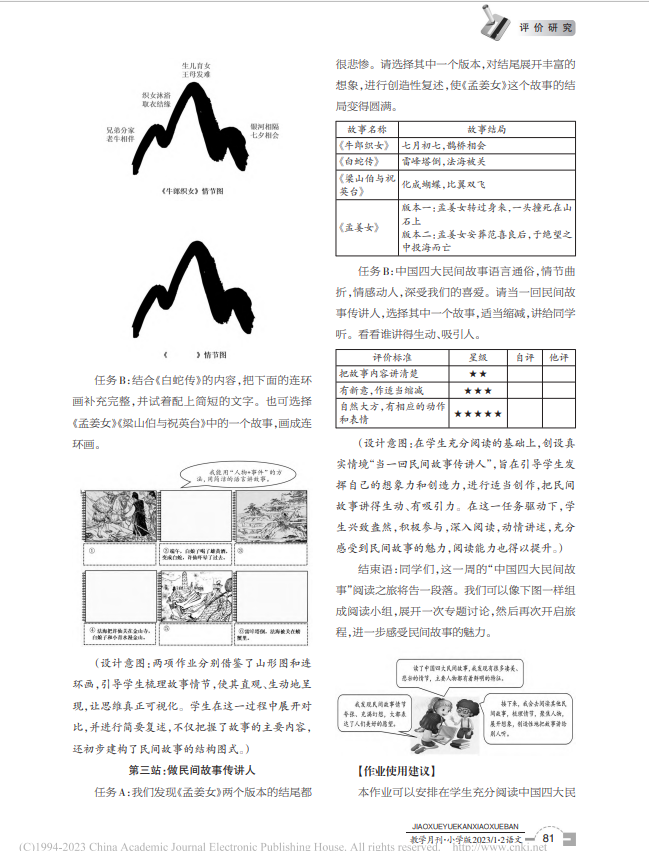 评价研究
生儿育女
王母发难
织女沐浴
取衣结缘
兄弟分家
老牛相伴
银河相隔
七夕相会
《牛郎织女》情节图
《　　　》情节图
任务B:结合《白蛇传》的内容,把下面的连环
画补充完整,并试着配上简短的文字。也可选择
《孟姜女》《梁山伯与祝英台》中的一个故事,画成连
环画。
我能用“人物+事件”的方
法,用简洁的语言讲故事。
①
②端午,白娘子喝了雄黄酒,
变成白蛇,许仙吓晕了过去。
③
④法海把许仙关在金山寺,
白娘子和小青水漫金山。
⑤
⑥雷峰塔倒,法海被关在螃
蟹里。
(设计意图:两项作业分别借鉴了山形图和连
环画,引导学生梳理故事情节,使其直观、生动地呈
现,让思维真正可视化。学生在这一过程中展开对
比,并进行简要复述,不仅把握了故事的主要内容,
还初步建构了民间故事的结构图式。)
第三站:做民间故事传讲人
任务A:我们发现《孟姜女》两个版本的结尾都
很悲惨。请选择其中一个版本,对结尾展开丰富的
想象,进行创造性复述,使《孟姜女》这个故事的结
局变得圆满。
故事名称 故事结局
《牛郎织女》 七月初七,鹊桥相会
《白蛇传》 雷峰塔倒,法海被关
《梁山伯与祝
英台》 化成蝴蝶,比翼双飞
《孟姜女》 版本一:孟姜女转过身来,一头撞死在山
石上
版本二:孟姜女安葬范喜良后,于绝望之
中投海而亡
任务B:中国四大民间故事语言通俗,情节曲
折,情感动人,深受我们的喜爱。请当一回民间故
事传讲人,选择其中一个故事,适当缩减,讲给同学
听。看看谁讲得生动、吸引人。
评价标准 星级 自评 他评
把故事内容讲清楚 ★★
有新意,作适当缩减 ★★★
自然大方,有相应的动作
和表情 ★★★★★
(设计意图:在学生充分阅读的基础上,创设真
实情境“当一回民间故事传讲人”,旨在引导学生发
挥自己的想象力和创造力,进行适当创作,把民间
故事讲得生动、有吸引力。在这一任务驱动下,学
生兴致盎然,积极参与,深入阅读,动情讲述,充分
感受到民间故事的魅力,阅读能力也得以提升。)
结束语:同学们,这一周的“中国四大民间故
事”阅读之旅将告一段落。我们可以像下图一样组
成阅读小组,展开一次专题讨论,然后再次开启旅
程,进一步感受民间故事的魅力。
读了中国四大民间故事,我发现有很多凄美、
悲壮的情节,主要人物都有着鲜明的特征。
我发现民间故事情节
夸张、充满幻想,大都表
达了人们美好的愿望。
接下来,我会去阅读其他民
间故事,梳理情节,聚焦人物,
展开想象,创造性地把故事讲给
别人听。
【作业使用建议】
本作业可以安排在学生充分阅读中国四大民
JIAOXUEYUEKANXIAOXUEBAN
教学月刊·小学版2023/1·2语文 81
(C)1994-2023 China Academic Journal Electronic Publishing House. All rights reserved. http://www.cnki.net